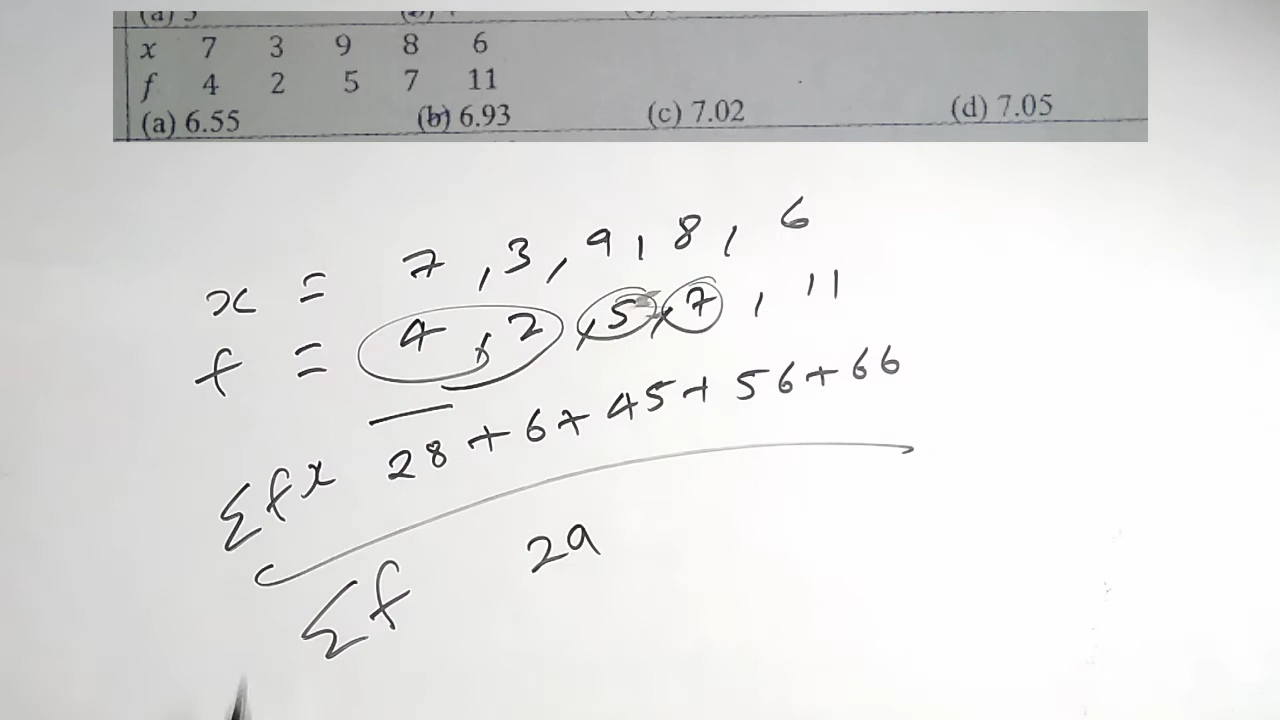 (a) 5
x 7 3 9 8 6
f 4 2 5 7 11
(a) 6.55 (b) 6.93 (c) 7.02 (d) 7.05
x = 7, 3, 9, 8, 6
f = 4, 2, 5, 7, 11
Σfx 28 + 6 + 45 + 56 + 66
Σf 29